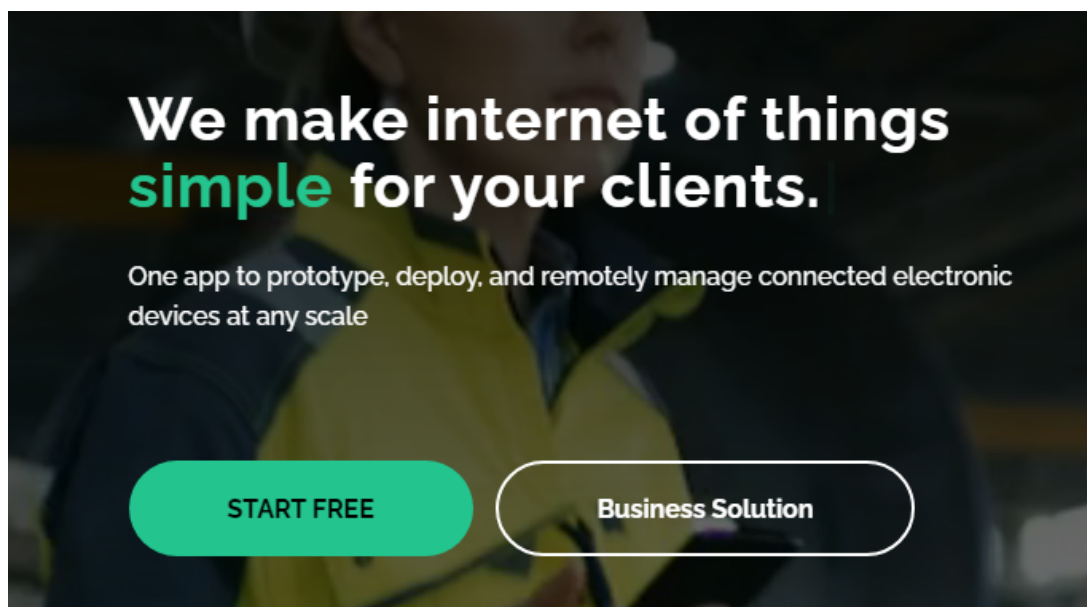 We make internet of things
simple for your clients.
One app to prototype, deploy, and remotely manage connected electronic
devices at any scale
START FREE
Business Solution